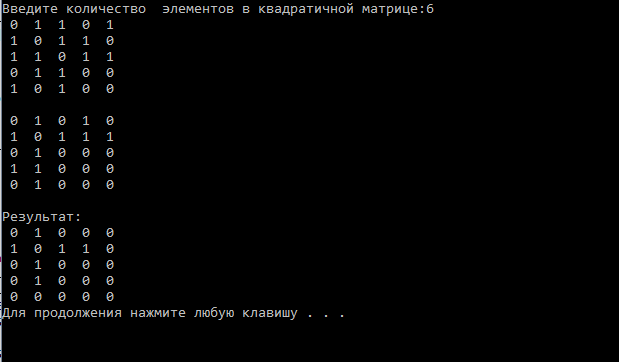 Введите количество  элементов в квадратичной матрице:6
0 1 1 0 1
1 0 1 1 0
1 1 0 1 1
0 1 1 0 0
1 0 1 0 0
0 1 0 1 0
1 0 1 1 1
0 1 0 0 0
1 1 0 0 0
0 1 0 0 0
Результат:
0 1 0 0 0
1 0 1 1 0
0 1 0 0 0
0 1 0 0 0
0 0 0 0 0
Для продолжения нажмите любую клавишу . . .